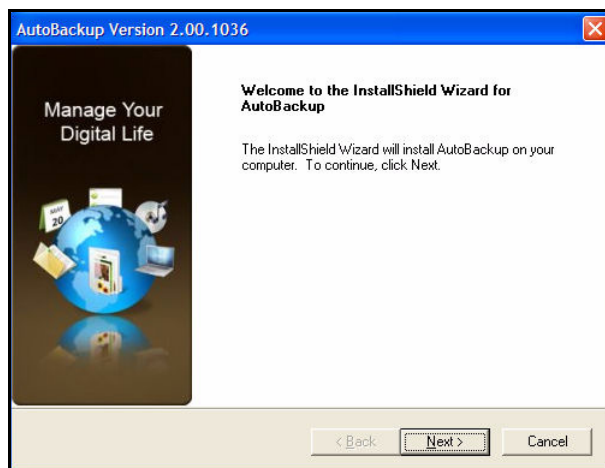 AutoBackup Version 2.00.1036
Manage Your
Digital Life
MAY
20
Welcome to the InstallShield Wizard for
AutoBackup
The InstallShield Wizard will install AutoBackup on your
computer. To continue, click Next.
< Back
Next >
Cancel